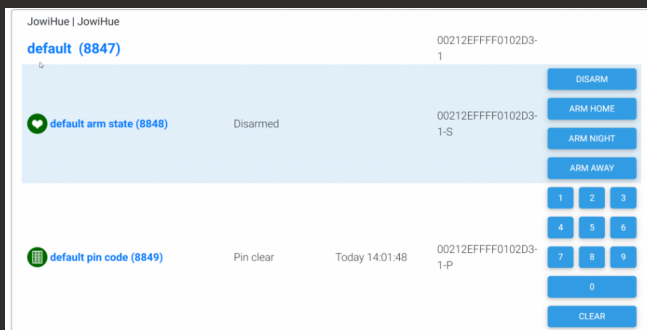 JowiHue | JowiHue
default (8847)
00212EFFFF0102D3-
1
DISARM
ARM HOME
default arm state (8848)
Disarmed
00212EFFFF0102D3-
1-S
ARM NIGHT
ARM AWAY
1 2 3
4 5 6
default pin code (8849)
Pin clear
Today 14:01:48
00212EFFFF0102D3-
1-P
7 8 9
0
CLEAR